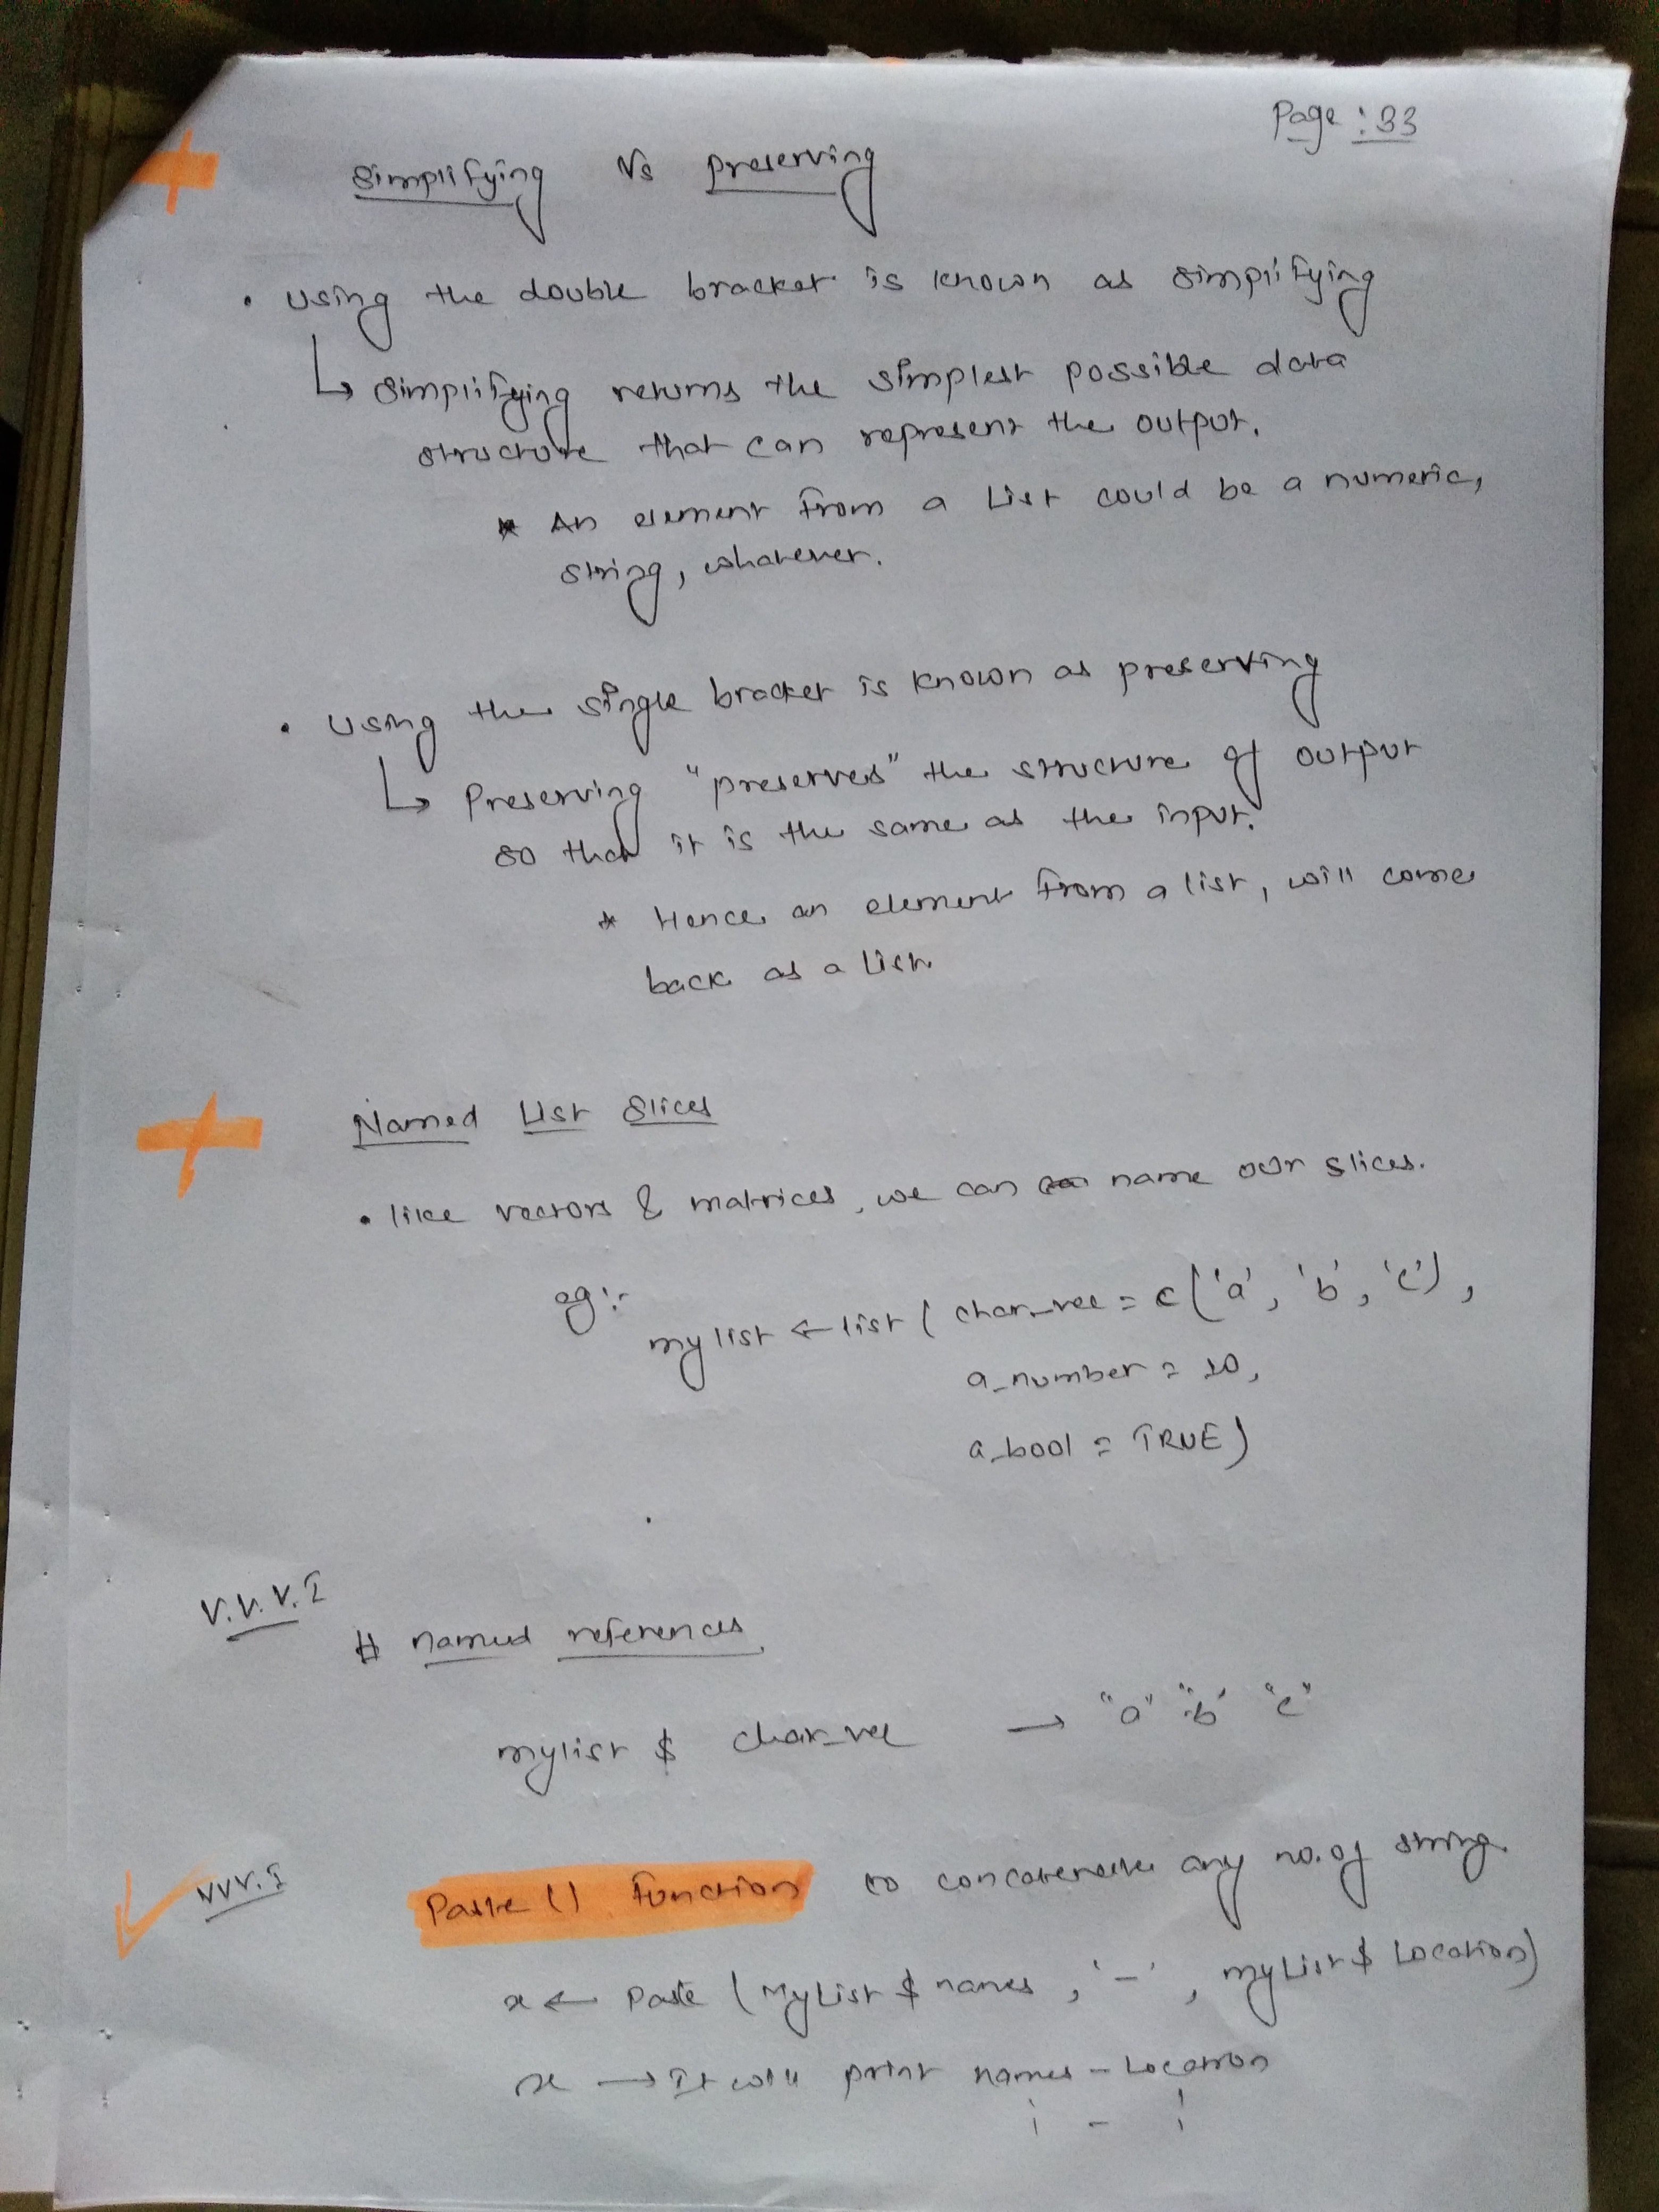 Page : 33
Simplifying Vs Preserving
• Using the double bracket is known as simplifying
↳ Simplifying returns the simplest possible data
structure that can represent the output.
* An element from a List could be a numeric,
string, whatever.
• Using the single bracket is known as preserving
↳ Preserving "preserves" the structure of output
so that it is the same as the input.
* Hence an element from a list, will come
back as a list.
Named List Slices
• like vectors & matrices, we can name our slices.
eg:-
mylist ← list ( char_vec = c('a', 'b', 'c'),
a_number = 10,
a_bool = TRUE)
V.V.V.I
# named references
mylist $ char_vec → "a" "b" "c"
VVV.I
Paste () function to concatenate any no. of string
x ← Paste ( MyList $ names , '-' , myList $ Location)
x → It will print names - Location
¦ - ¦